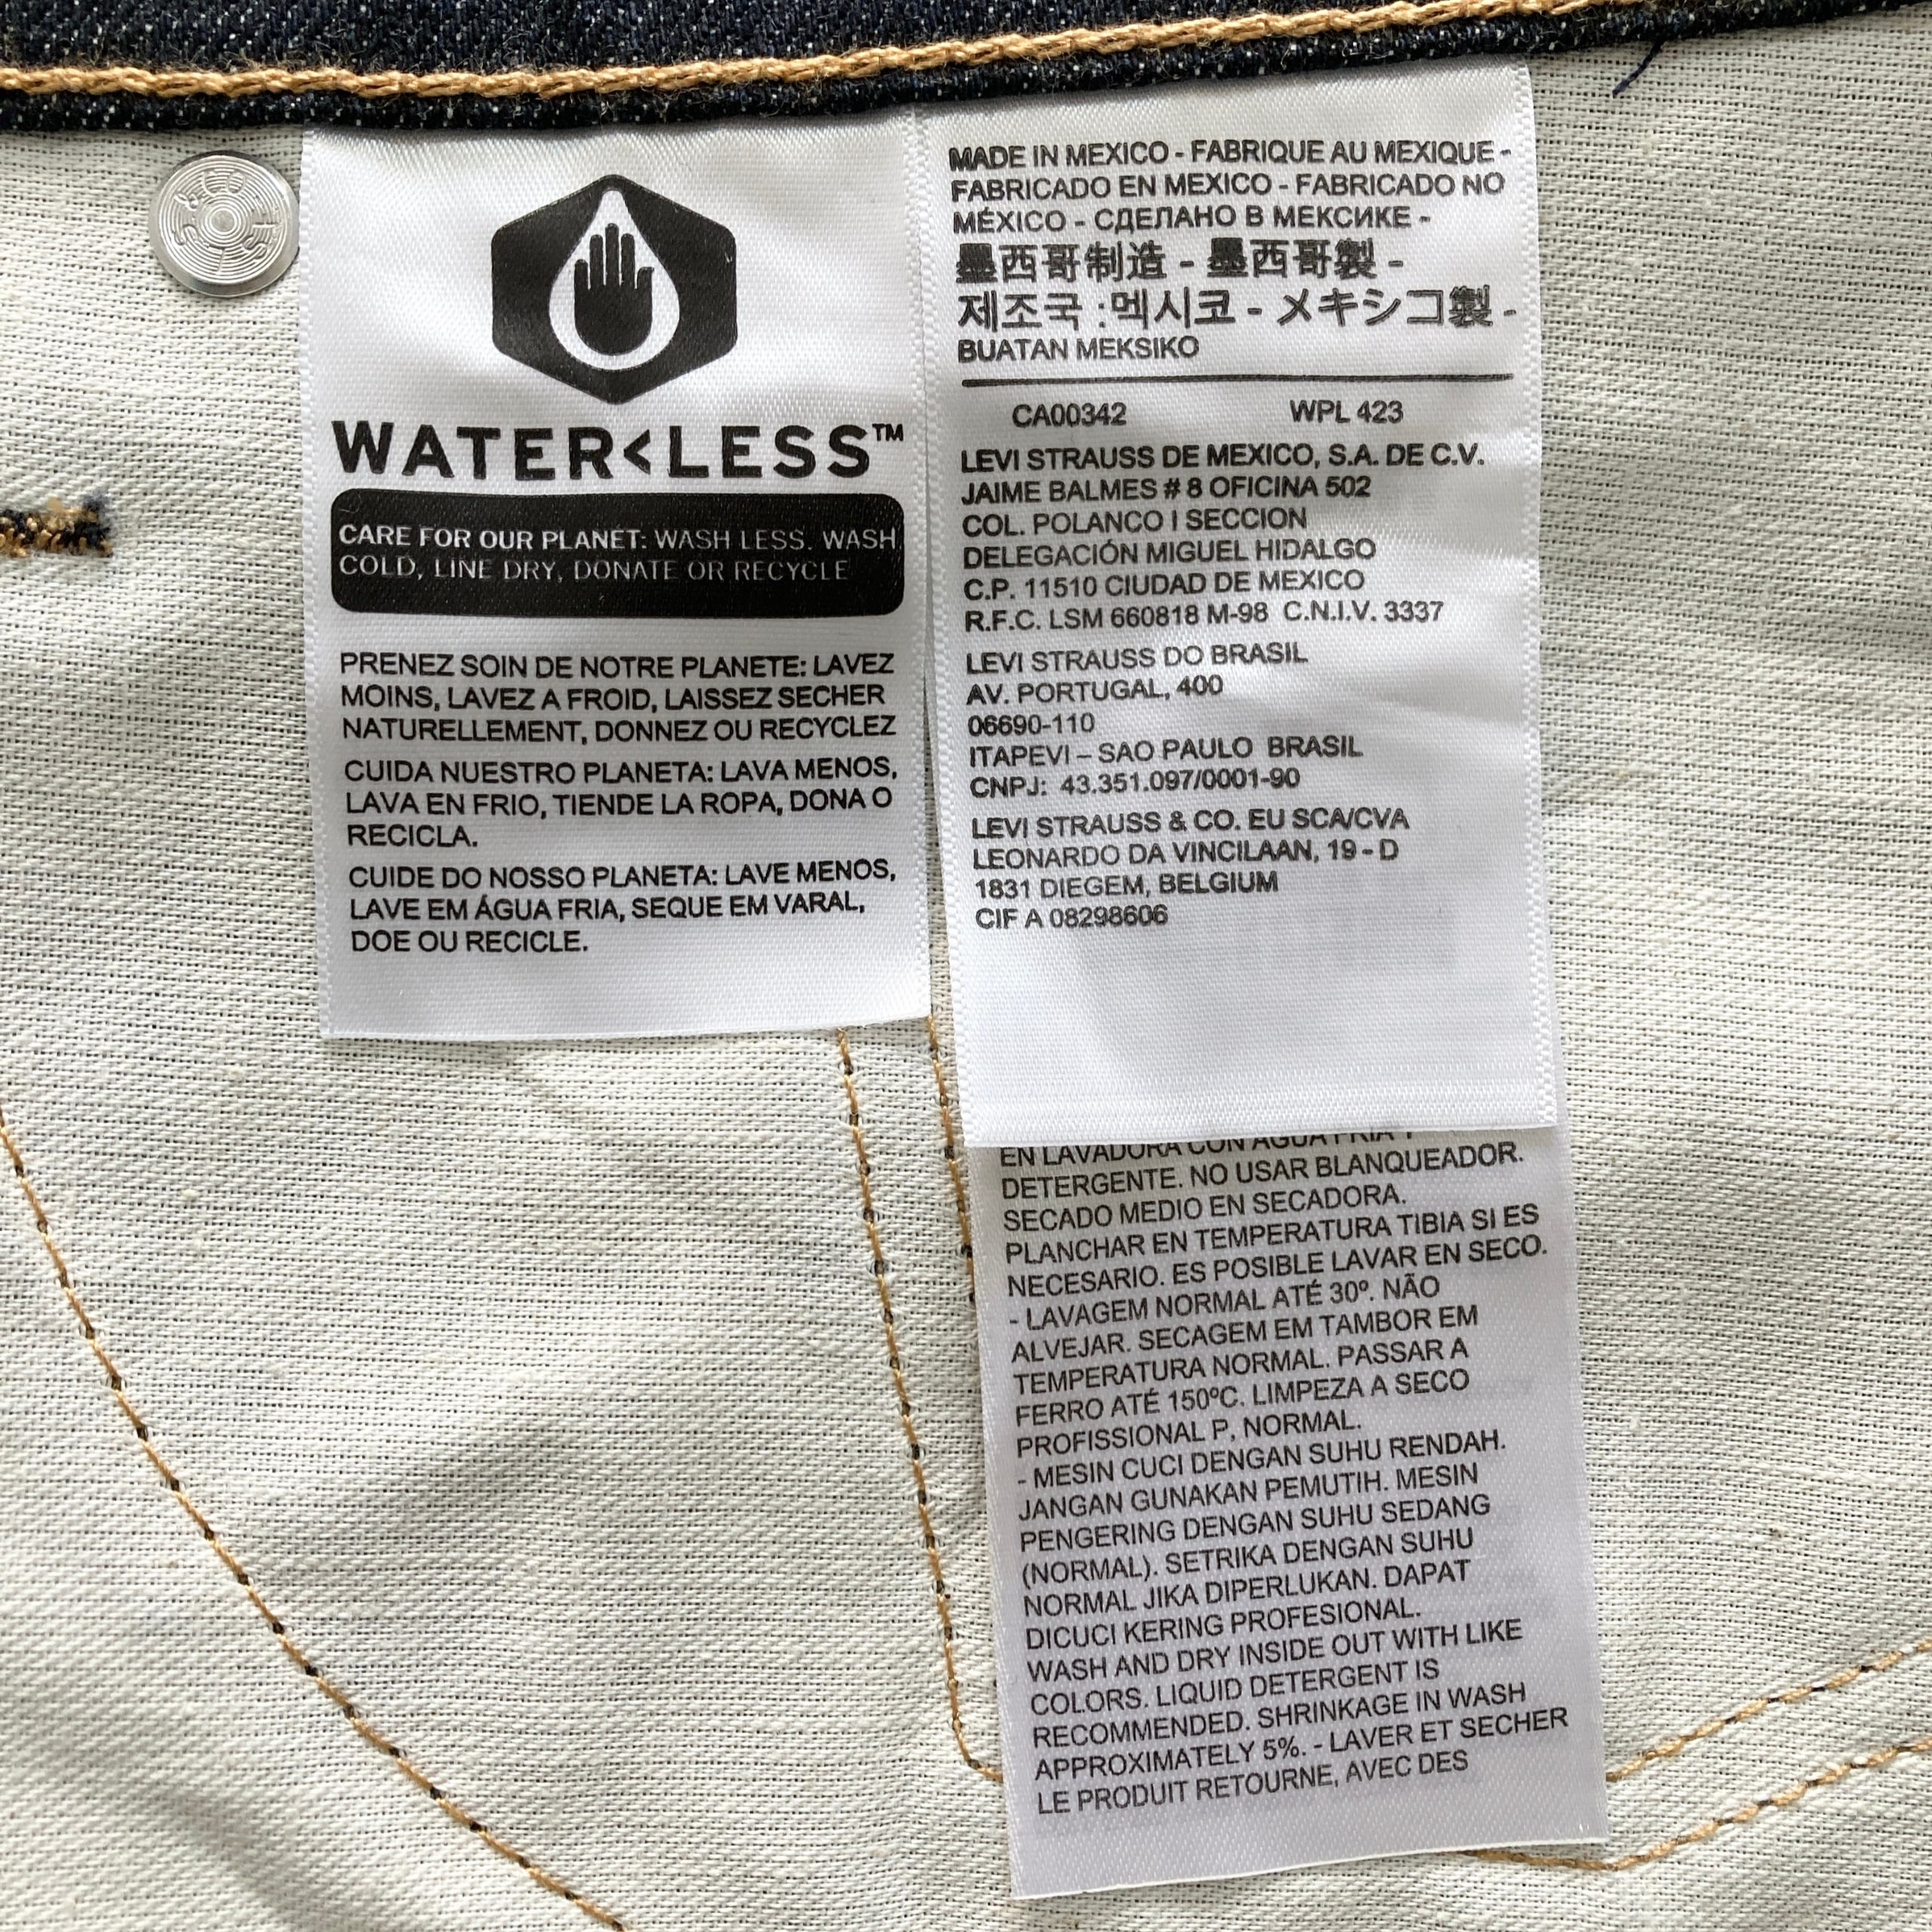 WATER<LESS™
CARE FOR OUR PLANET: WASH LESS. WASH
COLD, LINE DRY, DONATE OR RECYCLE
PRENEZ SOIN DE NOTRE PLANETE: LAVEZ
MOINS, LAVEZ A FROID, LAISSEZ SECHER
NATURELLEMENT, DONNEZ OU RECYCLEZ
CUIDA NUESTRO PLANETA: LAVA MENOS,
LAVA EN FRIO, TIENDE LA ROPA, DONA O
RECICLA.
CUIDE DO NOSSO PLANETA: LAVE MENOS,
LAVE EM ÁGUA FRIA, SEQUE EM VARAL,
DOE OU RECICLE.
MADE IN MEXICO - FABRIQUE AU MEXIQUE -
FABRICADO EN MEXICO - FABRICADO NO
MÉXICO - СДЕЛАНО В МЕКСИКЕ -
墨西哥制造 - 墨西哥製 -
제조국 :멕시코 - メキシコ製 -
BUATAN MEKSIKO
CA00342 WPL 423
LEVI STRAUSS DE MEXICO, S.A. DE C.V.
JAIME BALMES # 8 OFICINA 502
COL. POLANCO I SECCION
DELEGACIÓN MIGUEL HIDALGO
C.P. 11510 CIUDAD DE MEXICO
R.F.C. LSM 660818 M-98 C.N.I.V. 3337
LEVI STRAUSS DO BRASIL
AV. PORTUGAL, 400
06690-110
ITAPEVI – SAO PAULO BRASIL
CNPJ: 43.351.097/0001-90
LEVI STRAUSS & CO. EU SCA/CVA
LEONARDO DA VINCILAAN, 19 - D
1831 DIEGEM, BELGIUM
CIF A 08298606
EN LAVADORA CON AGUA FRIA Y
DETERGENTE. NO USAR BLANQUEADOR.
SECADO MEDIO EN SECADORA.
PLANCHAR EN TEMPERATURA TIBIA SI ES
NECESARIO. ES POSIBLE LAVAR EN SECO.
- LAVAGEM NORMAL ATÉ 30º. NÃO
ALVEJAR. SECAGEM EM TAMBOR EM
TEMPERATURA NORMAL. PASSAR A
FERRO ATÉ 150ºC. LIMPEZA A SECO
PROFISSIONAL P, NORMAL.
- MESIN CUCI DENGAN SUHU RENDAH.
JANGAN GUNAKAN PEMUTIH. MESIN
PENGERING DENGAN SUHU SEDANG
(NORMAL). SETRIKA DENGAN SUHU
NORMAL JIKA DIPERLUKAN. DAPAT
DICUCI KERING PROFESIONAL.
WASH AND DRY INSIDE OUT WITH LIKE
COLORS. LIQUID DETERGENT IS
RECOMMENDED. SHRINKAGE IN WASH
APPROXIMATELY 5%. - LAVER ET SECHER
LE PRODUIT RETOURNE, AVEC DES